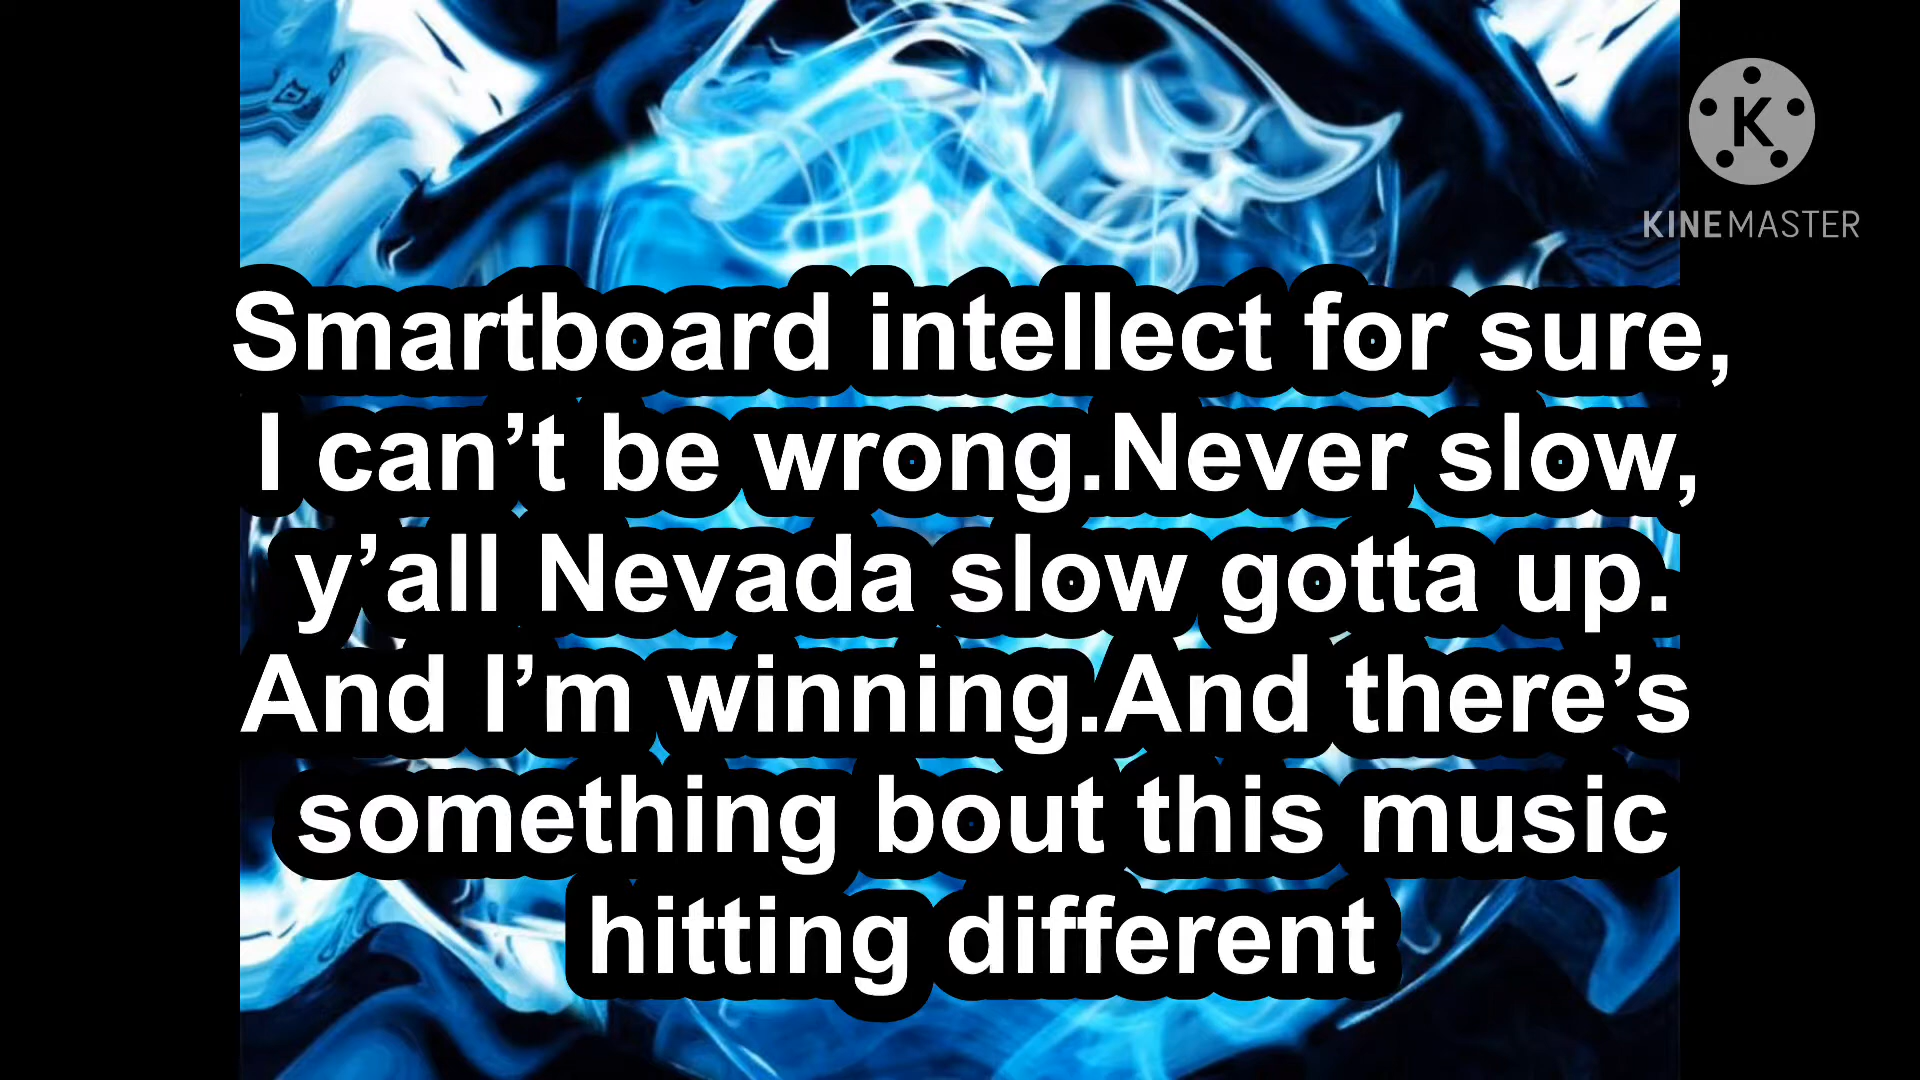 K
KINEMASTER
Smartboard intellect for sure,
I can’t be wrong.Never slow,
y’all Nevada slow gotta up.
And I’m winning.And there’s
something bout this music
hitting different